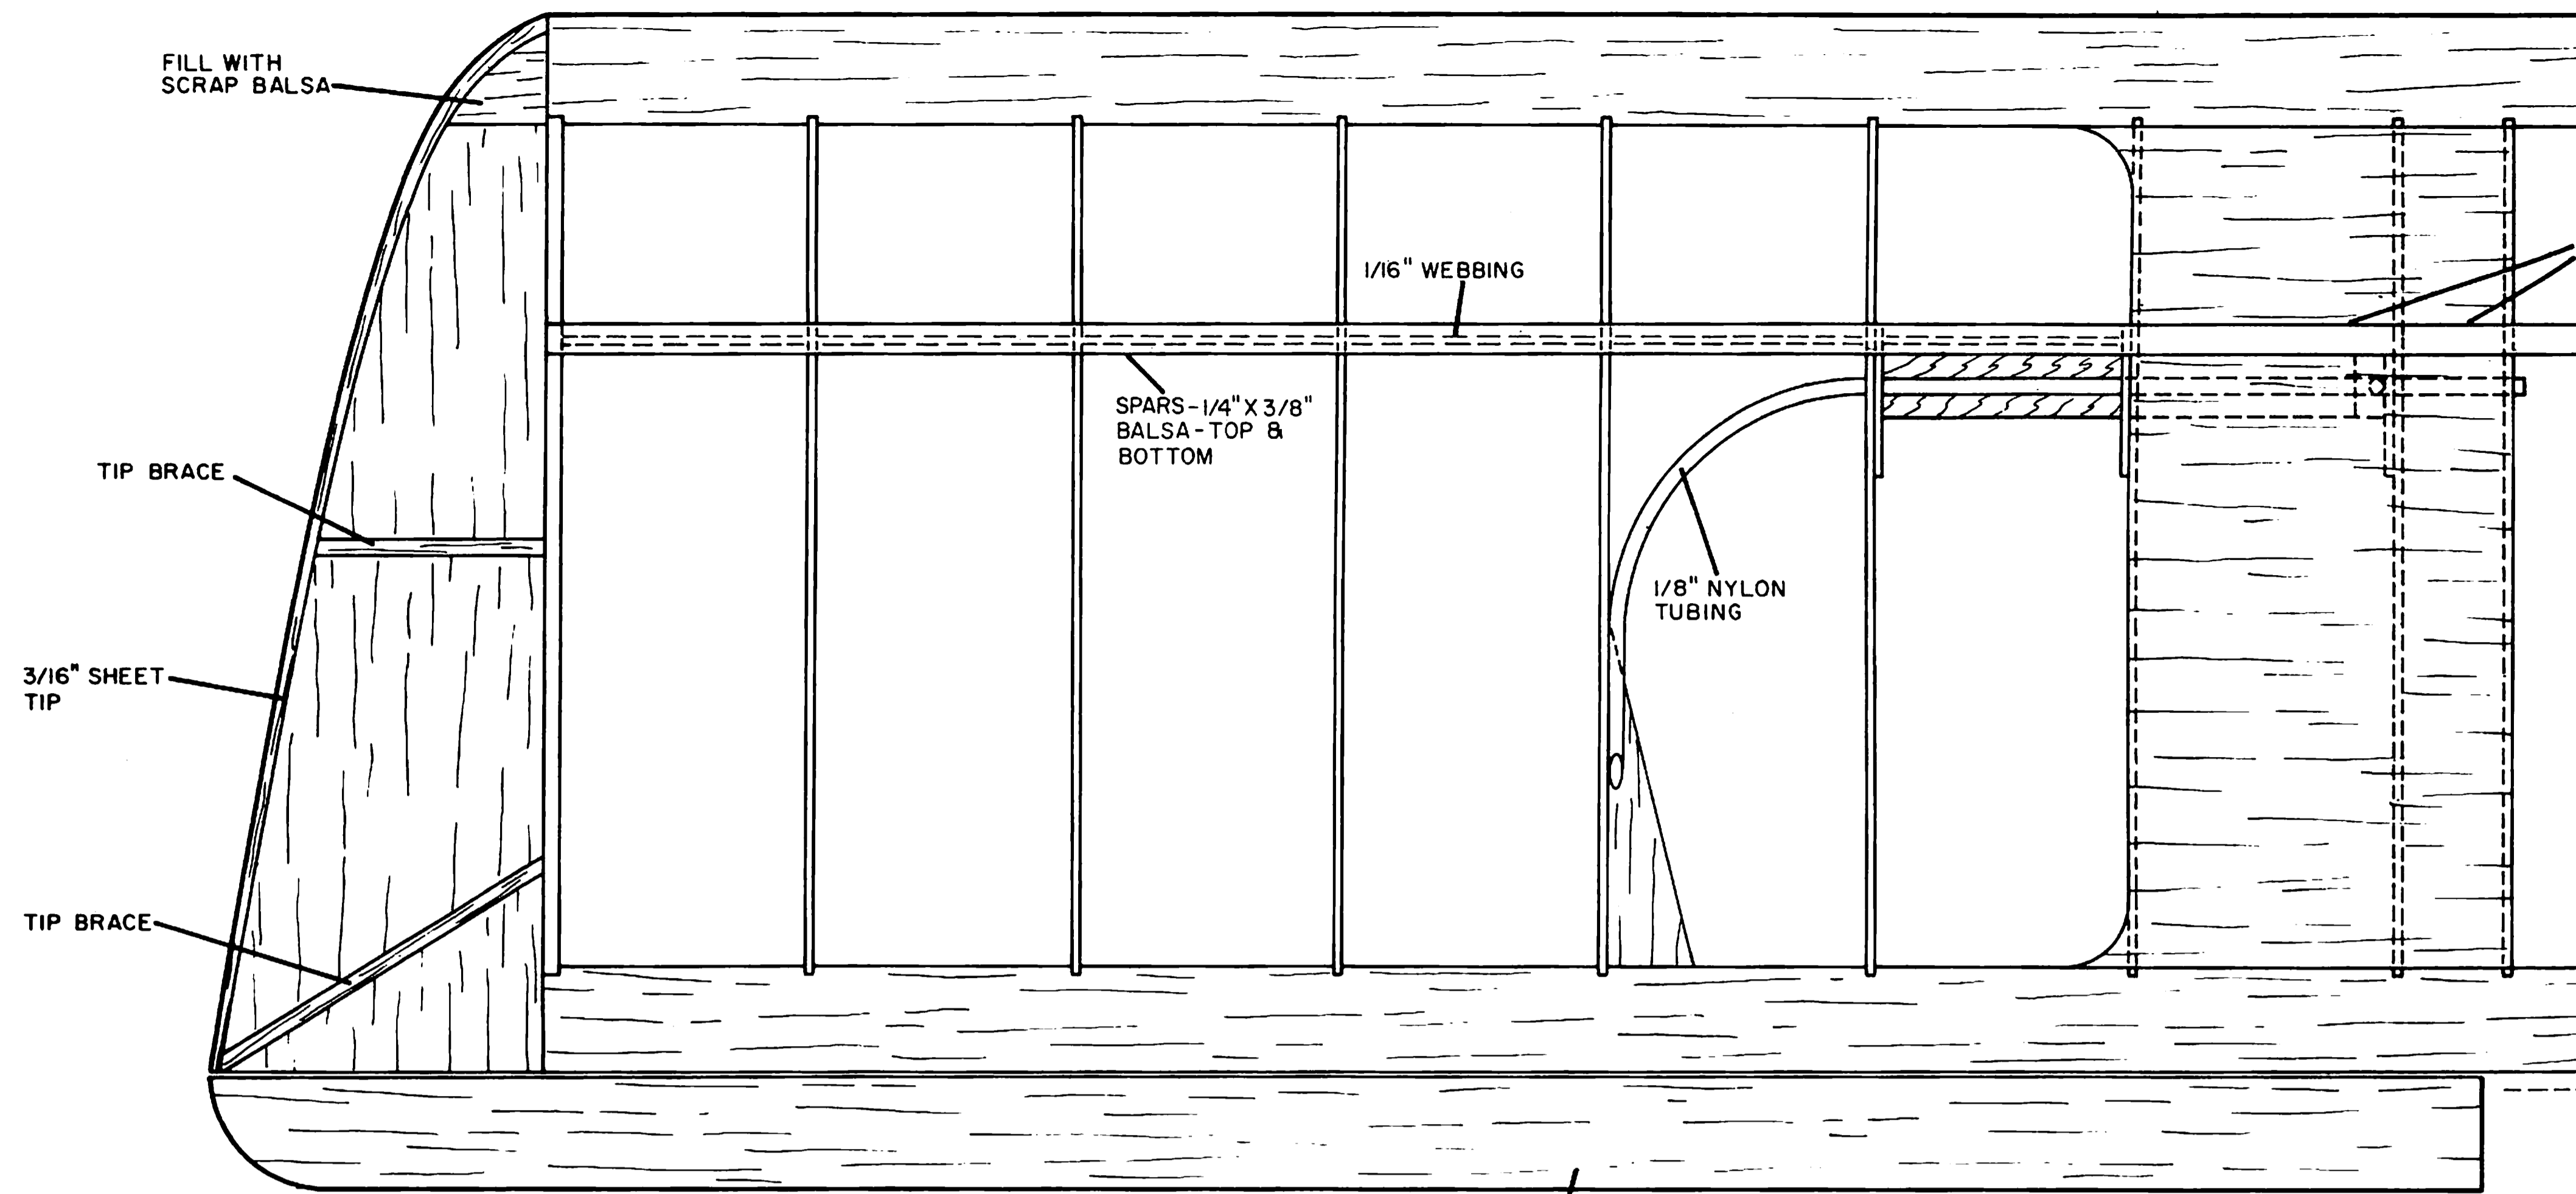 FILL WITH
SCRAP BALSA
1/16" WEBBING
SPARS-1/4" X 3/8"
BALSA-TOP &
BOTTOM
TIP BRACE
1/8" NYLON
TUBING
3/16" SHEET
TIP
TIP BRACE